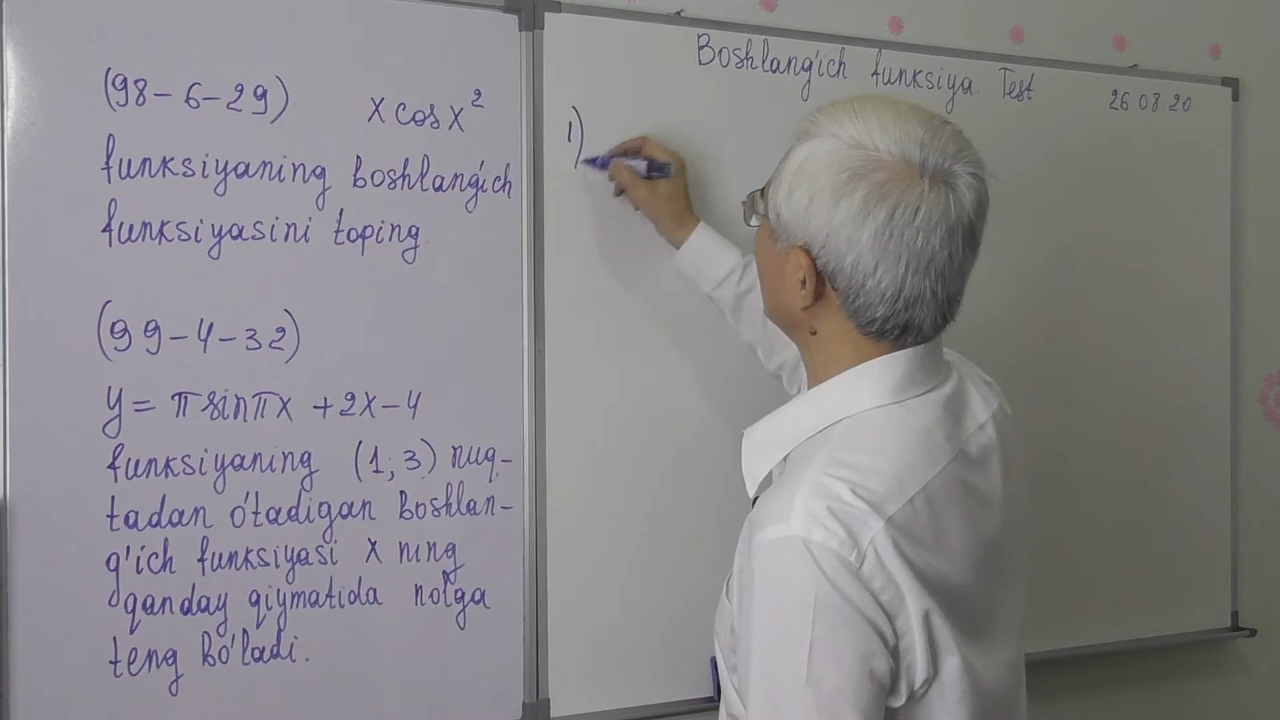 (98-6-29) x cos x²
funksiyaning boshlang'ich
funksiyasini toping
(99-4-32)
y = π sin πx + 2x - 4
funksiyaning (1; 3) nuq-
tadan o'tadigan boshlan-
g'ich funksiyasi x ning
qanday qiymatida nolga
teng bo'ladi.
Boshlang'ich funksiya. Test 26 08 20
1)